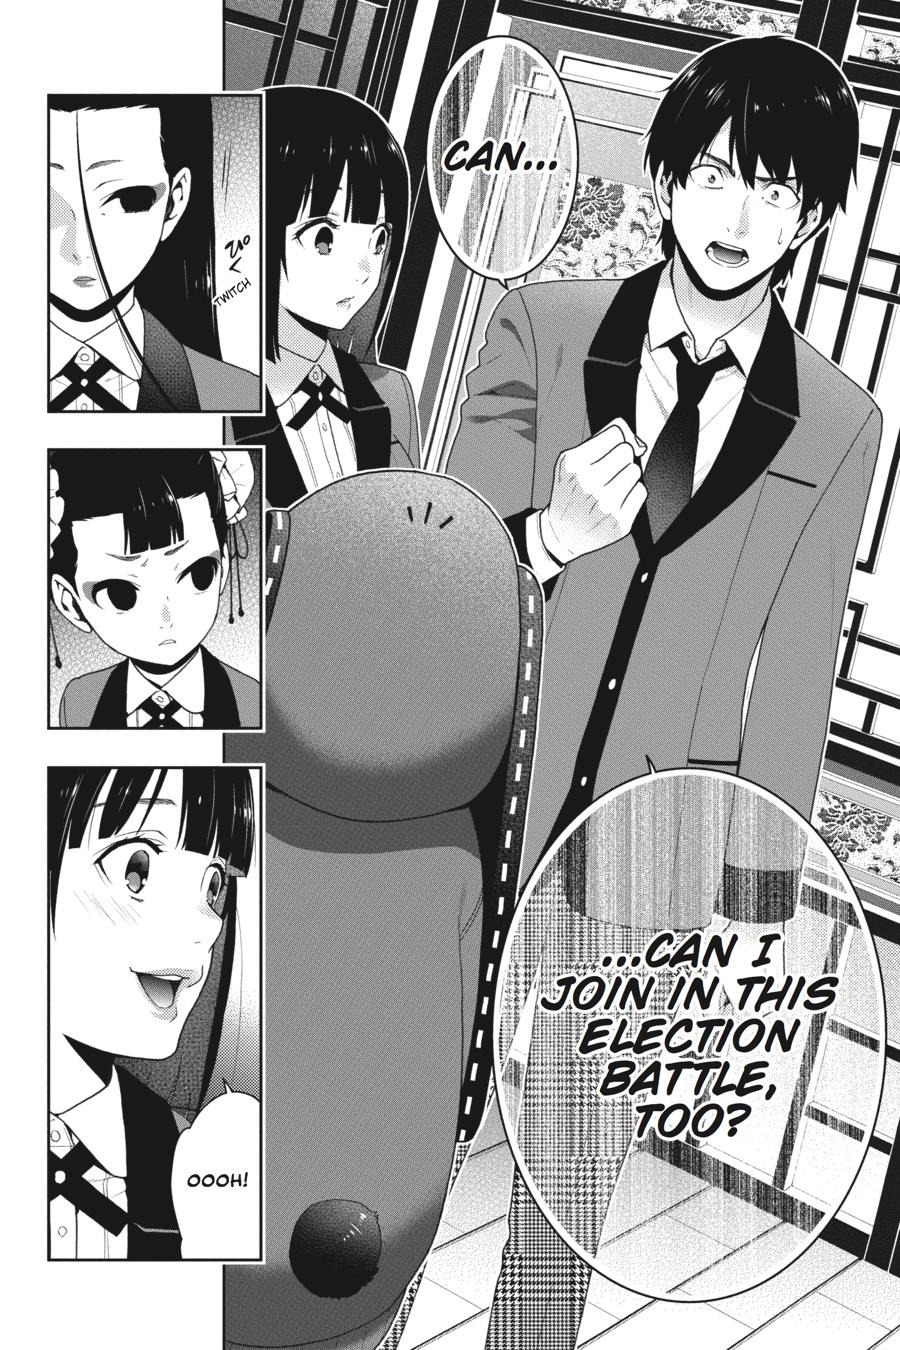 CAN...
ぴく
TWITCH
...CAN I
JOIN IN THIS
ELECTION
BATTLE,
TOO?
OOOH!